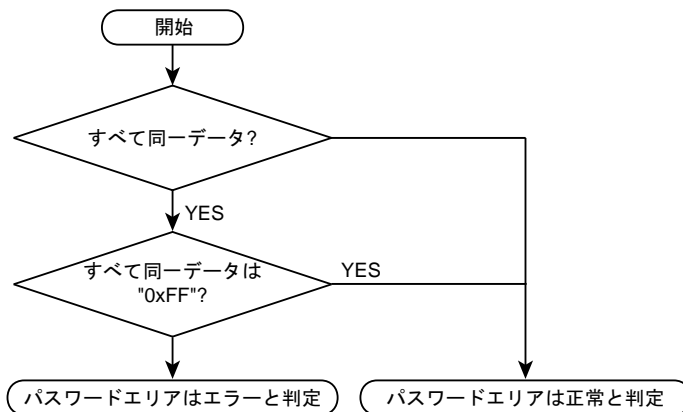 開始
すべて同一データ?
YES
すべて同一データは
"0xFF"?
YES
パスワードエリアはエラーと判定
パスワードエリアは正常と判定